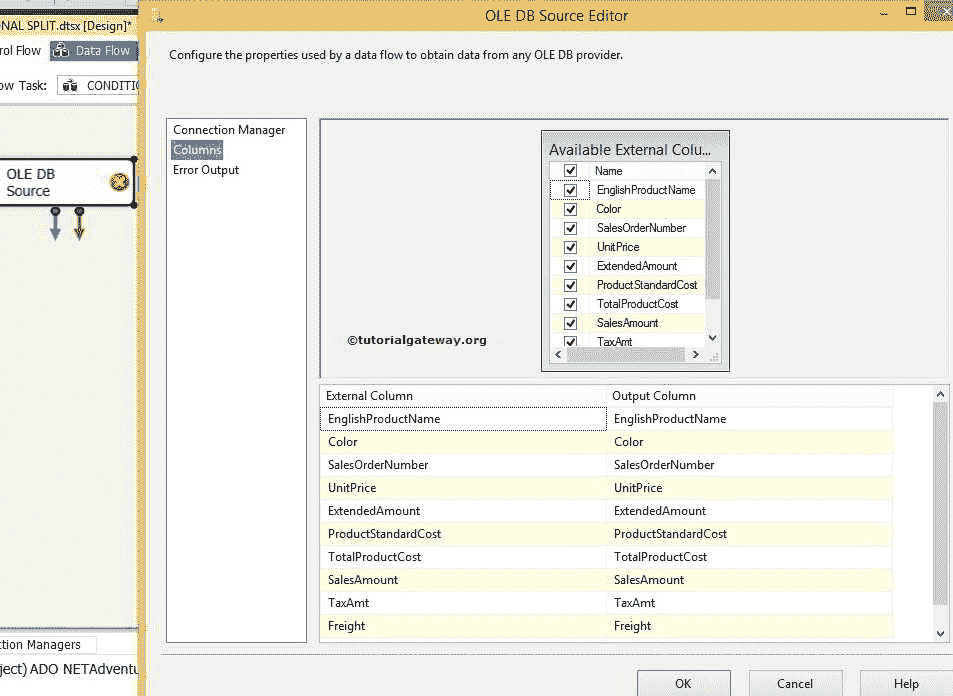 OLE DB Source Editor
NAL SPLIT.dtsx [Design]*
rol Flow
Data Flow
ow Task:
CONDITIO
Configure the properties used by a data flow to obtain data from any OLE DB provider.
OLE DB
Source
Connection Manager
Columns
Error Output
Available External Colu...
Name
EnglishProductName
Color
SalesOrderNumber
UnitPrice
ExtendedAmount
ProductStandardCost
TotalProductCost
SalesAmount
TaxAmt
©tutorialgateway.org
External Column Output Column
EnglishProductName EnglishProductName
Color Color
SalesOrderNumber SalesOrderNumber
UnitPrice UnitPrice
ExtendedAmount ExtendedAmount
ProductStandardCost ProductStandardCost
TotalProductCost TotalProductCost
SalesAmount SalesAmount
TaxAmt TaxAmt
Freight Freight
ction Managers
ject) ADO NETAdventu
OK Cancel Help